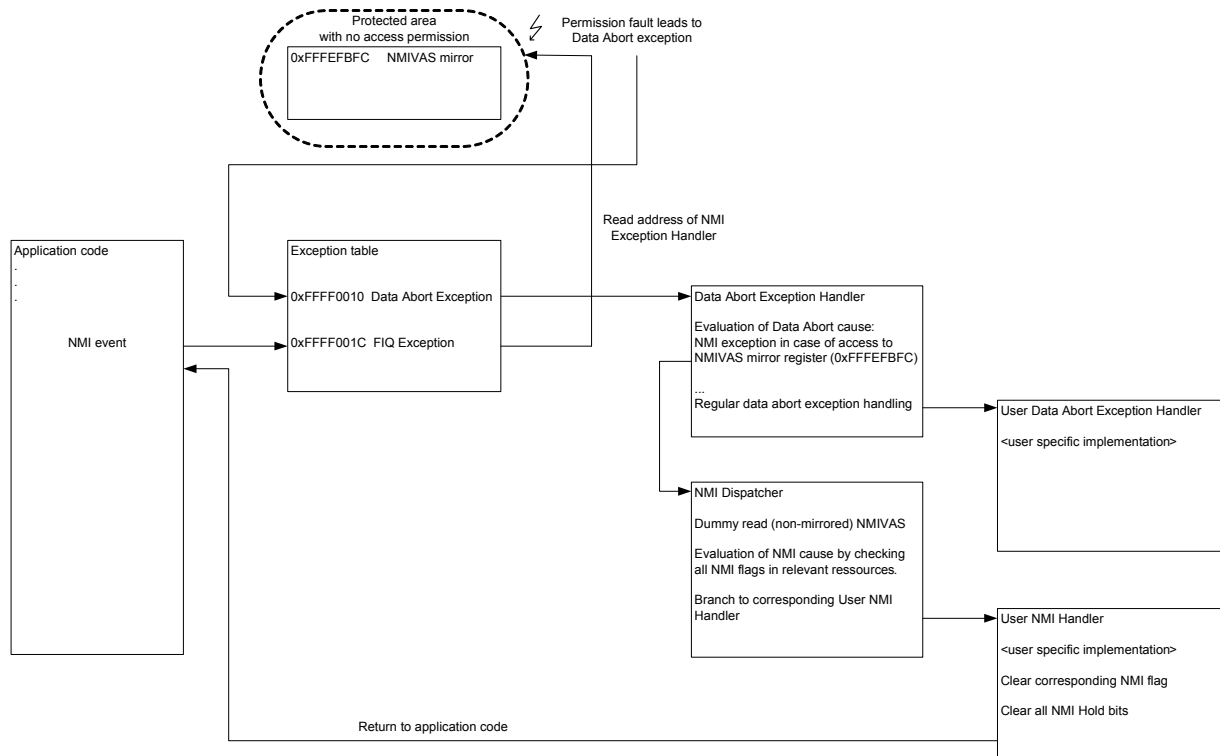 Protected area
with no access permission
0xFFFEFBFC NMIVAS mirror
Permission fault leads to
Data Abort exception
Read address of NMI
Exception Handler
Application code
.
.
.
NMI event
Exception table
0xFFFF0010 Data Abort Exception
0xFFFF001C FIQ Exception
Data Abort Exception Handler
Evaluation of Data Abort cause:
NMI exception in case of access to
NMIVAS mirror register (0xFFFEFBFC)
...
Regular data abort exception handling
User Data Abort Exception Handler
<user specific implementation>
NMI Dispatcher
Dummy read (non-mirrored) NMIVAS
Evaluation of NMI cause by checking
all NMI flags in relevant ressources.
Branch to corresponding User NMI
Handler
User NMI Handler
<user specific implementation>
Clear corresponding NMI flag
Clear all NMI Hold bits
Return to application code